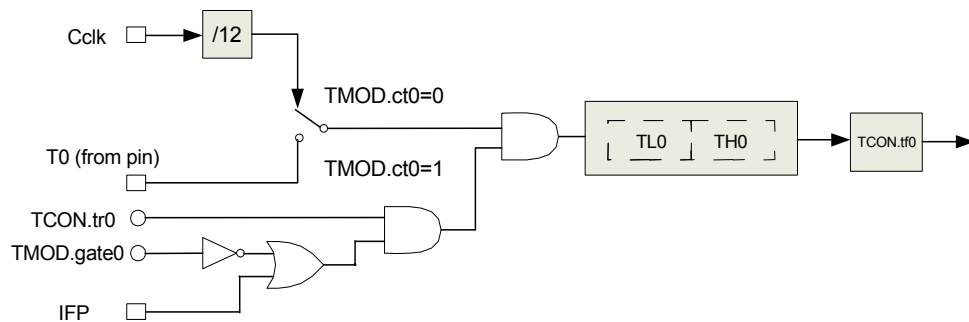 Cclk
/12
TMOD.ct0=0
T0 (from pin)
TMOD.ct0=1
TL0
TH0
TCON.tf0
TCON.tr0
TMOD.gate0
IFP